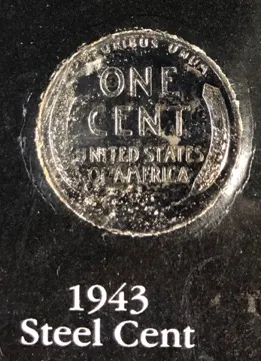 E PLURIBUS UNUM
ONE
CENT
UNITED STATES
OF AMERICA
1943
Steel Cent